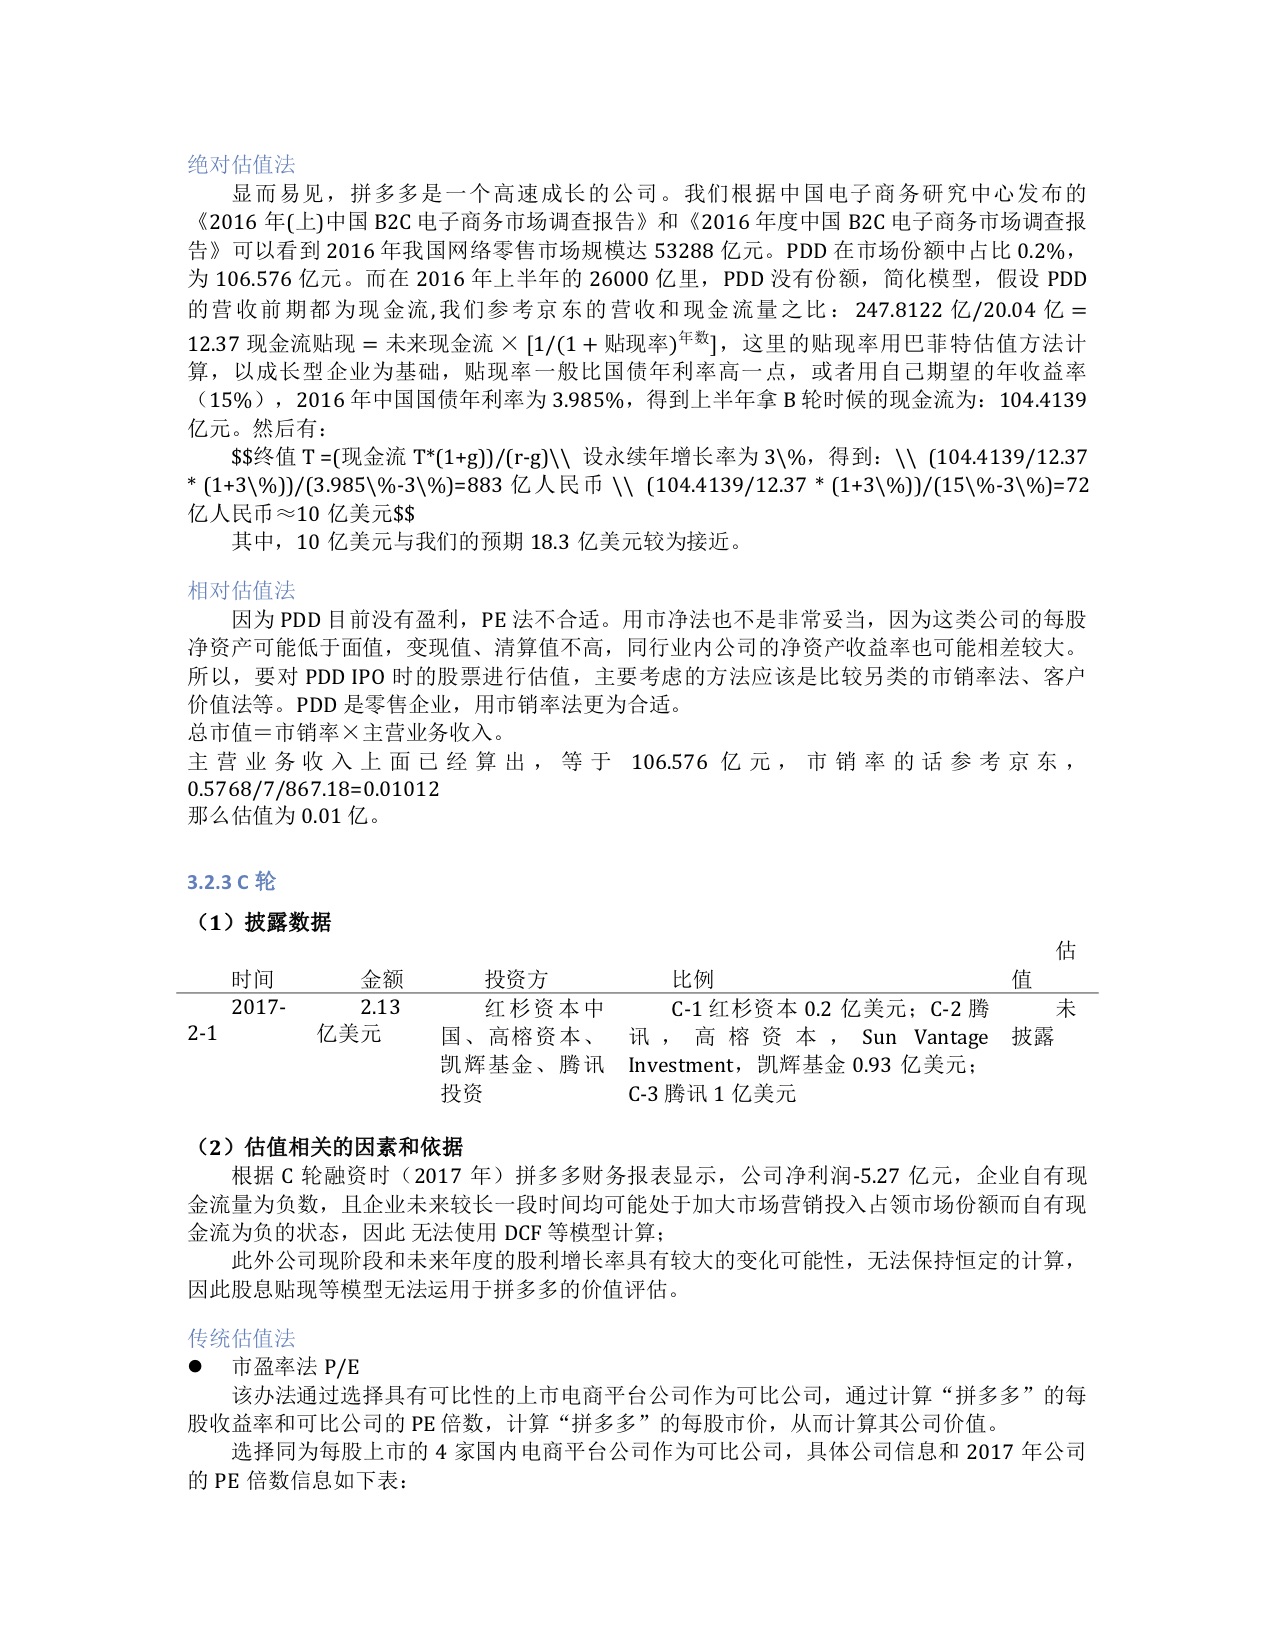 绝对估值法
显而易见，拼多多是一个高速成长的公司。我们根据中国电子商务研究中心发布的
《2016 年(上)中国 B2C 电子商务市场调查报告》和《2016 年度中国 B2C 电子商务市场调查报
告》可以看到 2016 年我国网络零售市场规模达 53288 亿元。PDD 在市场份额中占比 0.2%，
为 106.576 亿元。而在 2016 年上半年的 26000 亿里，PDD 没有份额，简化模型，假设 PDD
的营收前期都为现金流,我们参考京东的营收和现金流量之比：247.8122 亿/20.04 亿 =
12.37 现金流贴现 = 未来现金流 × [1/(1 + 贴现率)^年数]，这里的贴现率用巴菲特估值方法计
算，以成长型企业为基础，贴现率一般比国债年利率高一点，或者用自己期望的年收益率
（15%），2016 年中国国债年利率为 3.985%，得到上半年拿 B 轮时候的现金流为：104.4139
亿元。然后有：
$$终值 T =(现金流 T*(1+g))/(r-g)\\ 设永续年增长率为 3\%，得到：\\ (104.4139/12.37
* (1+3\%))/(3.985\%-3\%)=883 亿人民币 \\ (104.4139/12.37 * (1+3\%))/(15\%-3\%)=72
亿人民币≈10 亿美元$$
其中，10 亿美元与我们的预期 18.3 亿美元较为接近。
相对估值法
因为 PDD 目前没有盈利，PE 法不合适。用市净法也不是非常妥当，因为这类公司的每股
净资产可能低于面值，变现值、清算值不高，同行业内公司的净资产收益率也可能相差较大。
所以，要对 PDD IPO 时的股票进行估值，主要考虑的方法应该是比较另类的市销率法、客户
价值法等。PDD 是零售企业，用市销率法更为合适。
总市值＝市销率×主营业务收入。
主营业务收入上面已经算出，等于 106.576 亿元，市销率的话参考京东，
0.5768/7/867.18=0.01012
那么估值为 0.01 亿。
3.2.3 C 轮
（1）披露数据
估
时间 金额 投资方 比例 值
2017- 2.13 红杉资本中 C-1 红杉资本 0.2 亿美元；C-2 腾 未
2-1 亿美元 国、高榕资本、 讯，高榕资本，Sun Vantage 披露
凯辉基金、腾讯 Investment，凯辉基金 0.93 亿美元；
投资 C-3 腾讯 1 亿美元
（2）估值相关的因素和依据
根据 C 轮融资时（2017 年）拼多多财务报表显示，公司净利润-5.27 亿元，企业自有现
金流量为负数，且企业未来较长一段时间均可能处于加大市场营销投入占领市场份额而自有现
金流为负的状态，因此 无法使用 DCF 等模型计算；
此外公司现阶段和未来年度的股利增长率具有较大的变化可能性，无法保持恒定的计算，
因此股息贴现等模型无法运用于拼多多的价值评估。
传统估值法
● 市盈率法 P/E
该办法通过选择具有可比性的上市电商平台公司作为可比公司，通过计算“拼多多”的每
股收益率和可比公司的 PE 倍数，计算“拼多多”的每股市价，从而计算其公司价值。
选择同为每股上市的 4 家国内电商平台公司作为可比公司，具体公司信息和 2017 年公司
的 PE 倍数信息如下表：